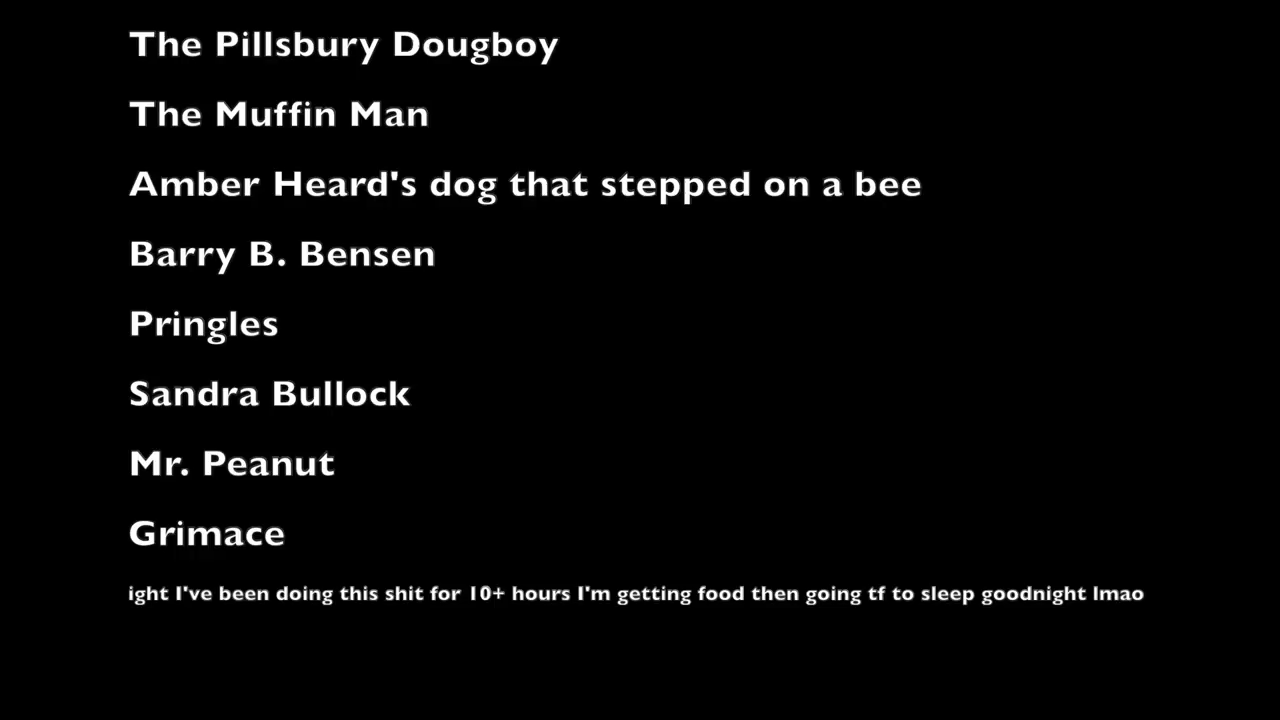 The Pillsbury Dougboy
The Muffin Man
Amber Heard's dog that stepped on a bee
Barry B. Bensen
Pringles
Sandra Bullock
Mr. Peanut
Grimace
ight I've been doing this shit for 10+ hours I'm getting food then going tf to sleep goodnight lmao